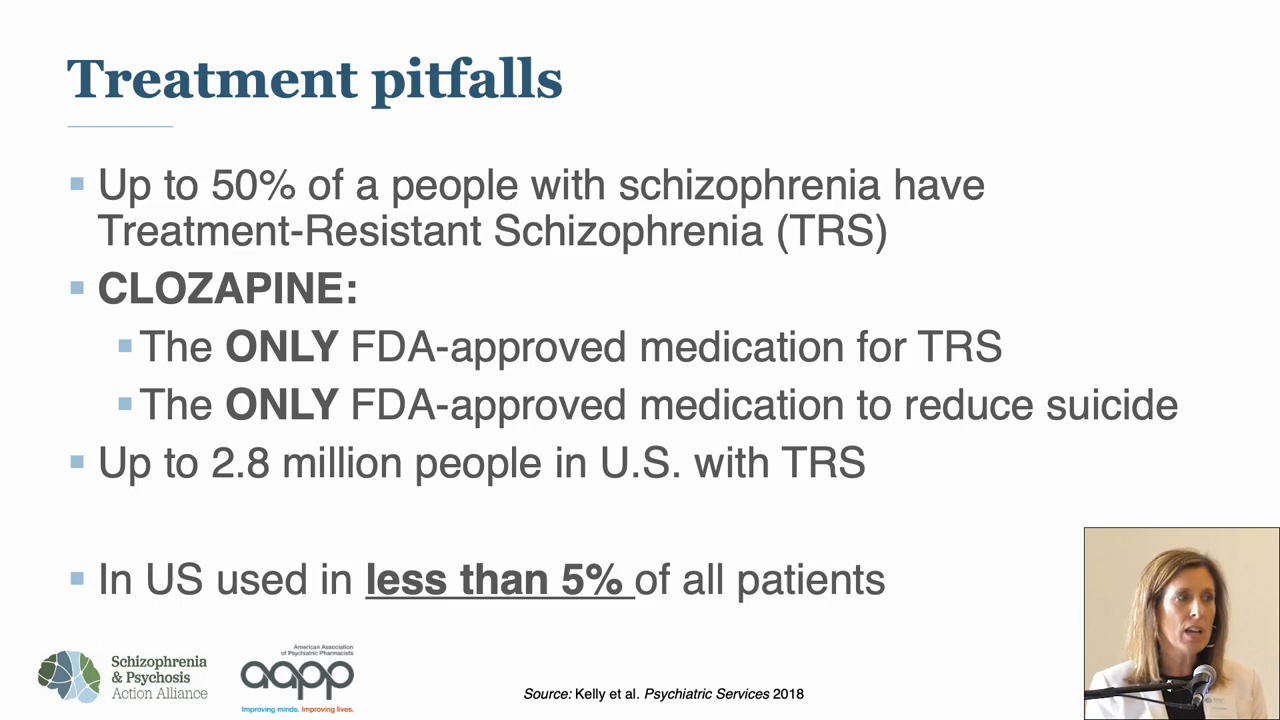 Treatment pitfalls
Up to 50% of a people with schizophrenia have
Treatment-Resistant Schizophrenia (TRS)
CLOZAPINE:
The ONLY FDA-approved medication for TRS
The ONLY FDA-approved medication to reduce suicide
Up to 2.8 million people in U.S. with TRS
In US used in less than 5% of all patients
Schizophrenia
& Psychosis
Action Alliance
American Association
of Psychiatric Pharmacists
aapp
Improving minds. Improving lives.
Source: Kelly et al. Psychiatric Services 2018